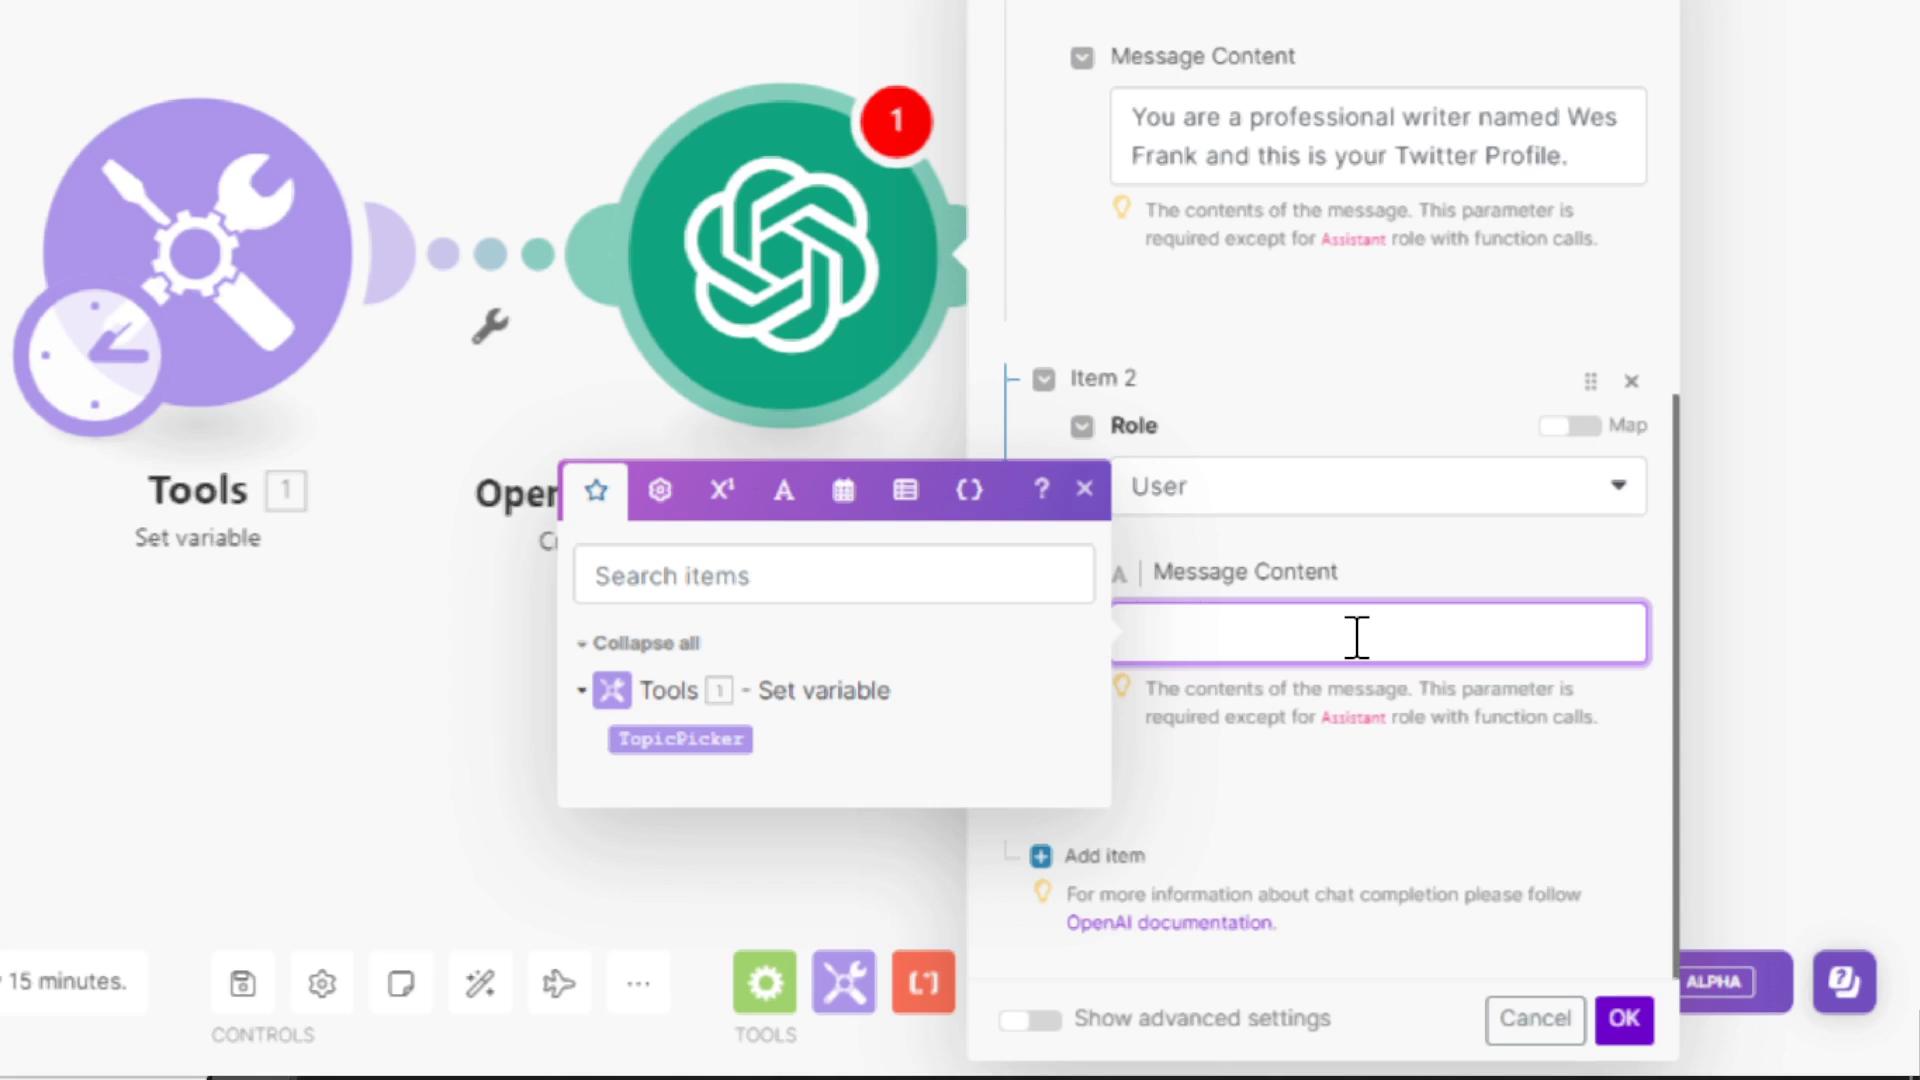 Message Content
You are a professional writer named Wes
Frank and this is your Twitter Profile.
The contents of the message. This parameter is
required except for Assistant role with function calls.
1
Item 2
Role
Map
User
Tools 1
Set variable
Oper
Search items
Collapse all
Tools 1 - Set variable
TopicPicker
A | Message Content
The contents of the message. This parameter is
required except for Assistant role with function calls.
Add item
For more information about chat completion please follow
OpenAI documentation.
15 minutes.
CONTROLS
TOOLS
Show advanced settings
Cancel
OK
ALPHA